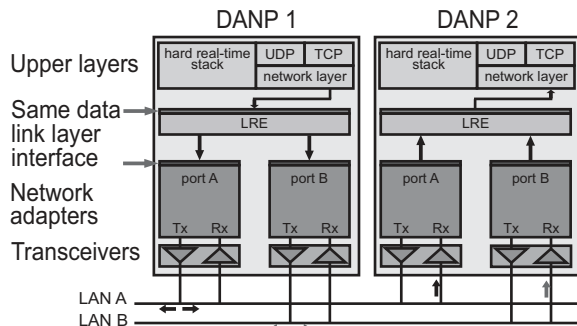 DANP 1
DANP 2
Upper layers
hard real-time
stack
UDP
TCP
network layer
hard real-time
stack
UDP
TCP
network layer
Same data
link layer
interface
LRE
LRE
Network
adapters
port A
port B
port A
port B
Tx
Rx
Tx
Rx
Tx
Rx
Tx
Rx
Transceivers
LAN A
LAN B